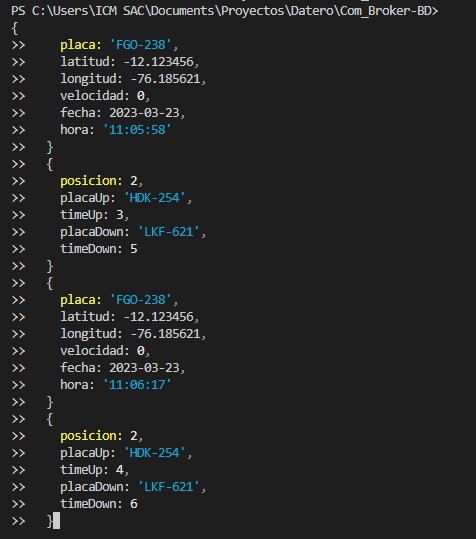 PS C:\Users\ICM SAC\Documents\Proyectos\Datero\Com_Broker-BD>
{
>>     placa: 'FGO-238',
>>     latitud: -12.123456,
>>     longitud: -76.185621,
>>     velocidad: 0,
>>     fecha: 2023-03-23,
>>     hora: '11:05:58'
>>   }
>>   {
>>     posicion: 2,
>>     placaUp: 'HDK-254',
>>     timeUp: 3,
>>     placaDown: 'LKF-621',
>>     timeDown: 5
>>   }
>>   {
>>     placa: 'FGO-238',
>>     latitud: -12.123456,
>>     longitud: -76.185621,
>>     velocidad: 0,
>>     fecha: 2023-03-23,
>>     hora: '11:06:17'
>>   }
>>   {
>>     posicion: 2,
>>     placaUp: 'HDK-254',
>>     timeUp: 4,
>>     placaDown: 'LKF-621',
>>     timeDown: 6
>>   }